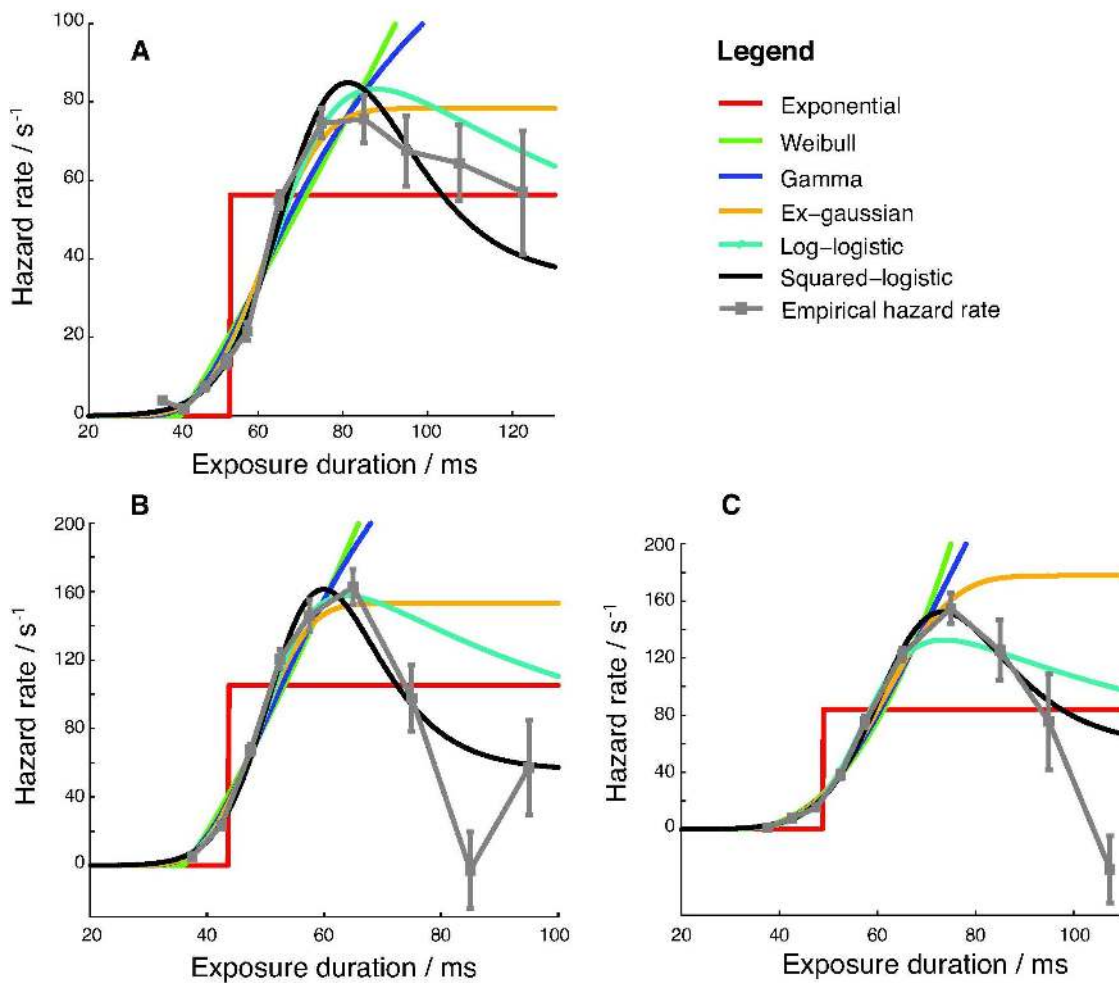 A
Hazard rate / s⁻¹
100
80
60
40
20
0
20 40 60 80 100 120
Exposure duration / ms
Legend
Exponential
Weibull
Gamma
Ex-gaussian
Log-logistic
Squared-logistic
Empirical hazard rate
B
Hazard rate / s⁻¹
200
160
120
80
40
0
20 40 60 80 100
Exposure duration / ms
C
Hazard rate / s⁻¹
200
160
120
80
40
0
20 40 60 80 100
Exposure duration / ms